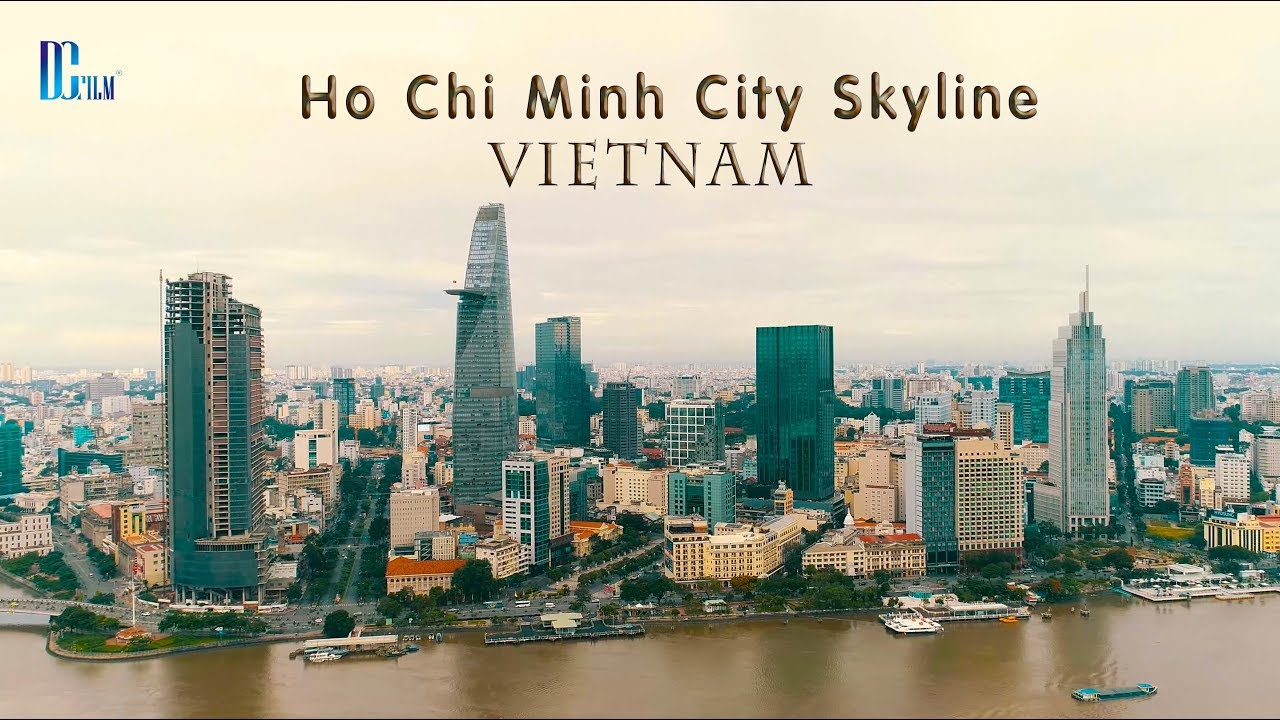 DCFILM®
Ho Chi Minh City Skyline
VIETNAM